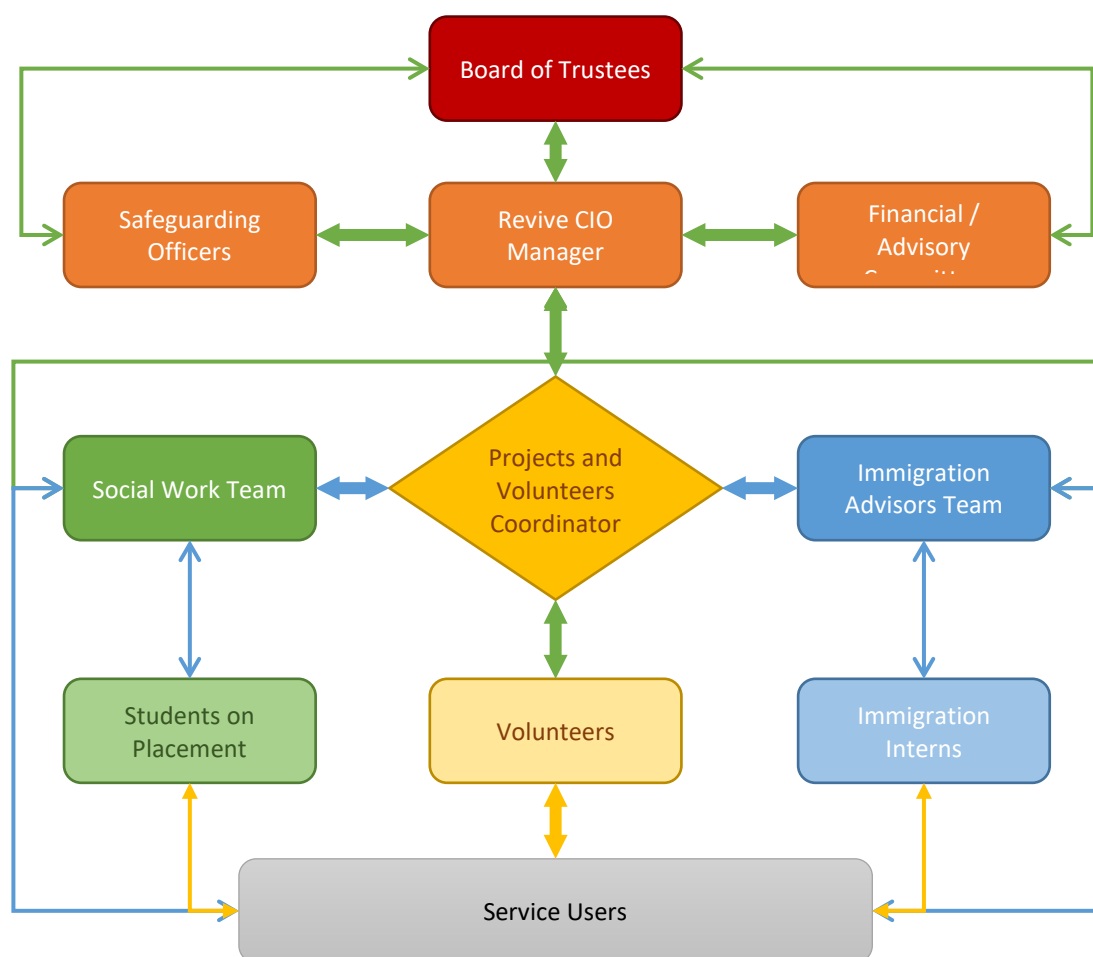 Board of Trustees
Safeguarding
Officers
Revive CIO
Manager
Financial /
Advisory
Social Work Team
Projects and
Volunteers
Coordinator
Immigration
Advisors Team
Students on
Placement
Volunteers
Immigration
Interns
Service Users